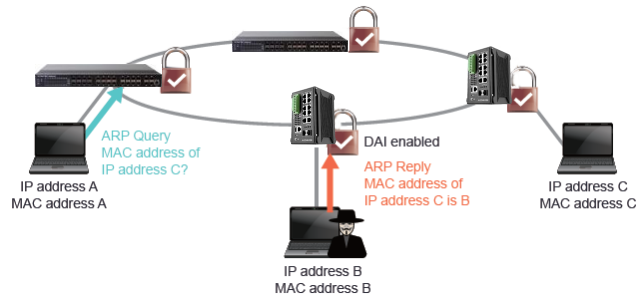 ARP Query
MAC address of
IP address C?
DAI enabled
ARP Reply
MAC address of
IP address C is B
IP address A
MAC address A
IP address C
MAC address C
IP address B
MAC address B